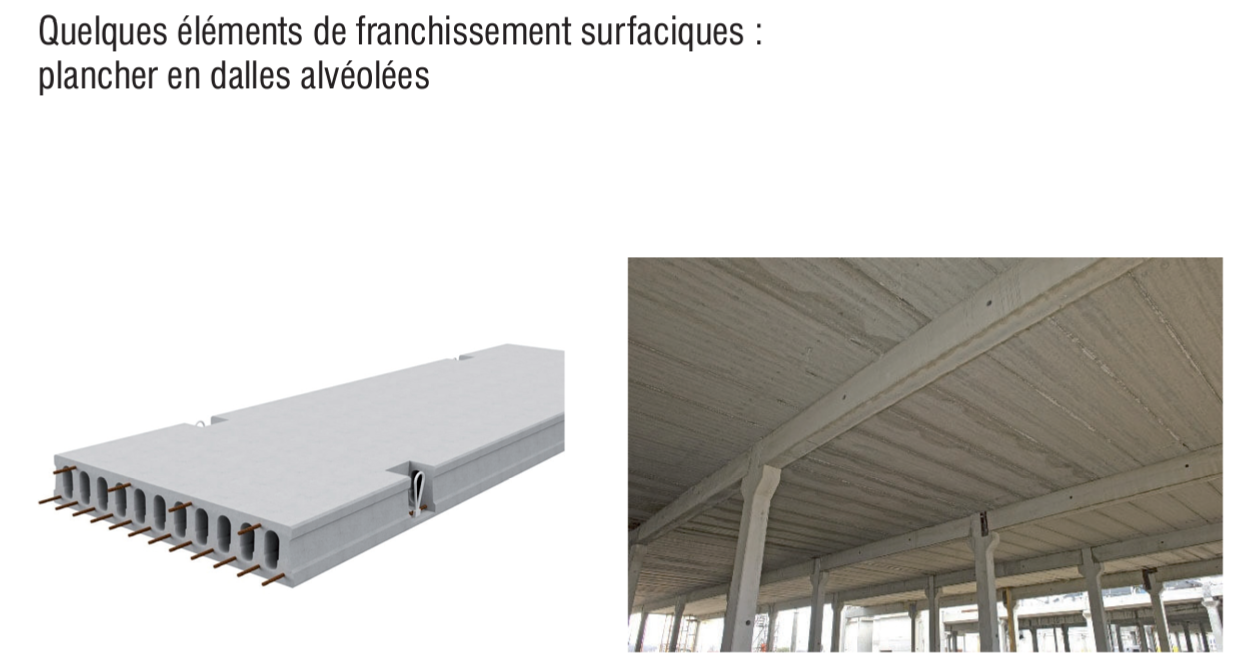 Quelques éléments de franchissement surfaciques :
plancher en dalles alvéolées